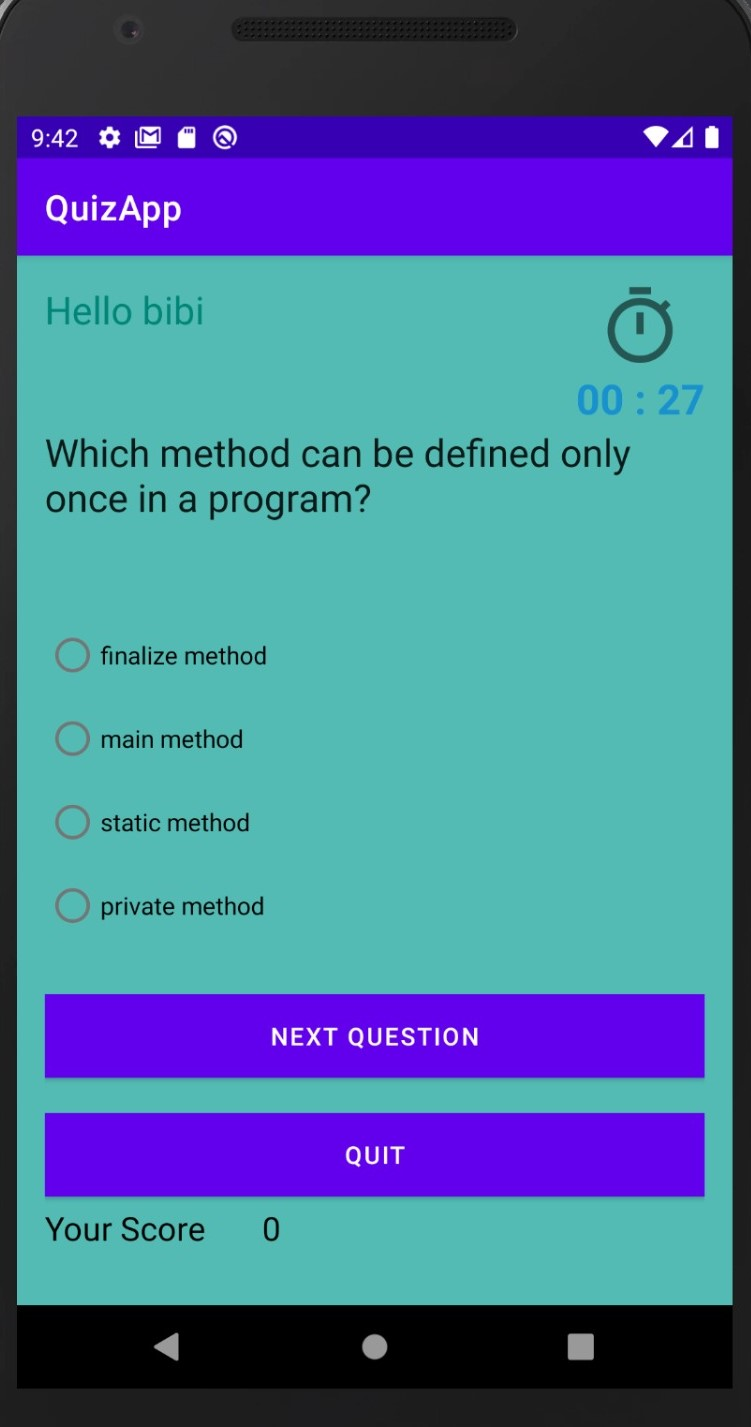 9:42
QuizApp
Hello bibi
00 : 27
Which method can be defined only
once in a program?
finalize method
main method
static method
private method
NEXT QUESTION
QUIT
Your Score 0